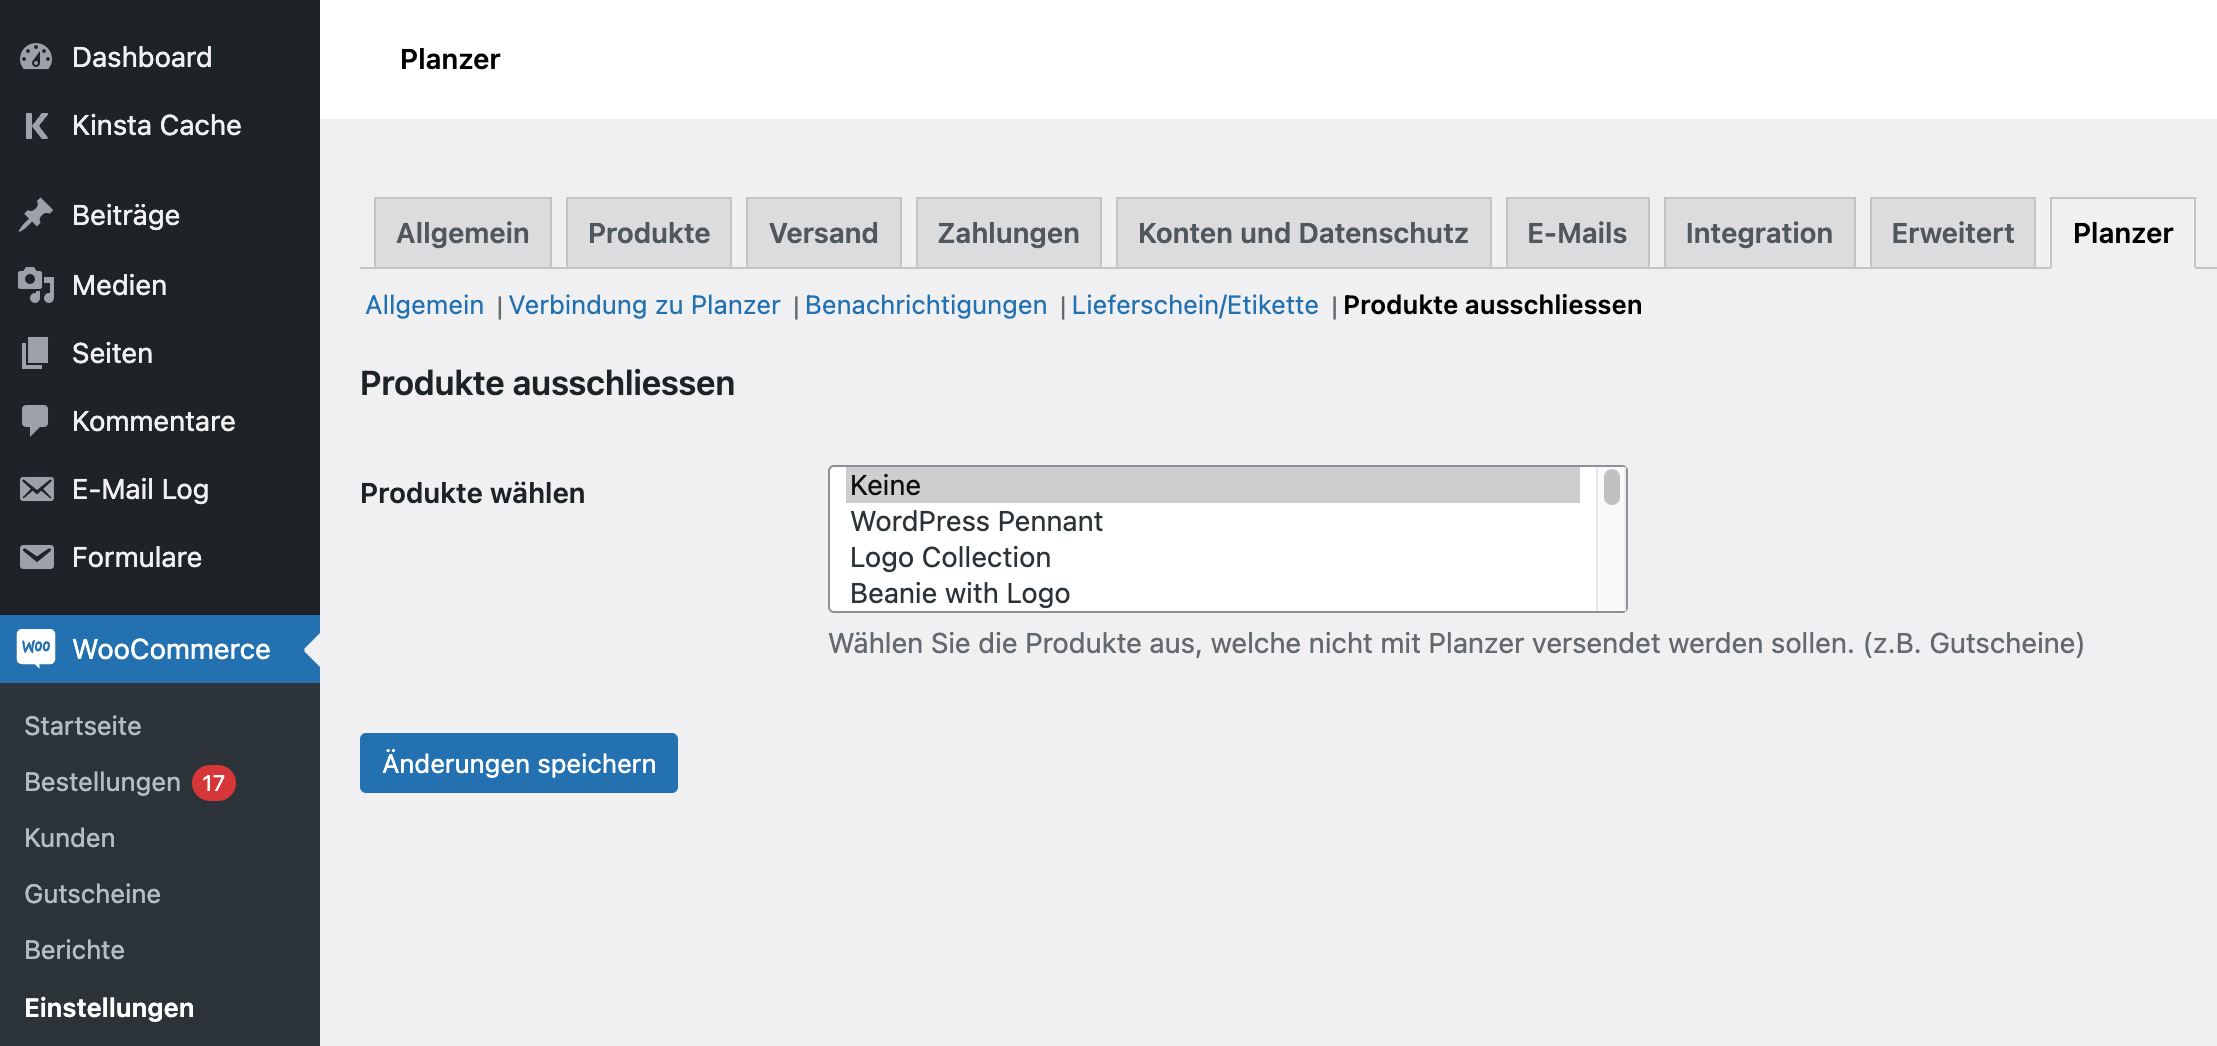 Dashboard
Kinsta Cache
Beiträge
Medien
Seiten
Kommentare
E-Mail Log
Formulare
Woo WooCommerce
Startseite
Bestellungen 17
Kunden
Gutscheine
Berichte
Einstellungen
Planzer
Allgemein Produkte Versand Zahlungen Konten und Datenschutz E-Mails Integration Erweitert Planzer
Allgemein | Verbindung zu Planzer | Benachrichtigungen | Lieferschein/Etikette | Produkte ausschliessen
Produkte ausschliessen
Produkte wählen
Keine
WordPress Pennant
Logo Collection
Beanie with Logo
Wählen Sie die Produkte aus, welche nicht mit Planzer versendet werden sollen. (z.B. Gutscheine)
Änderungen speichern